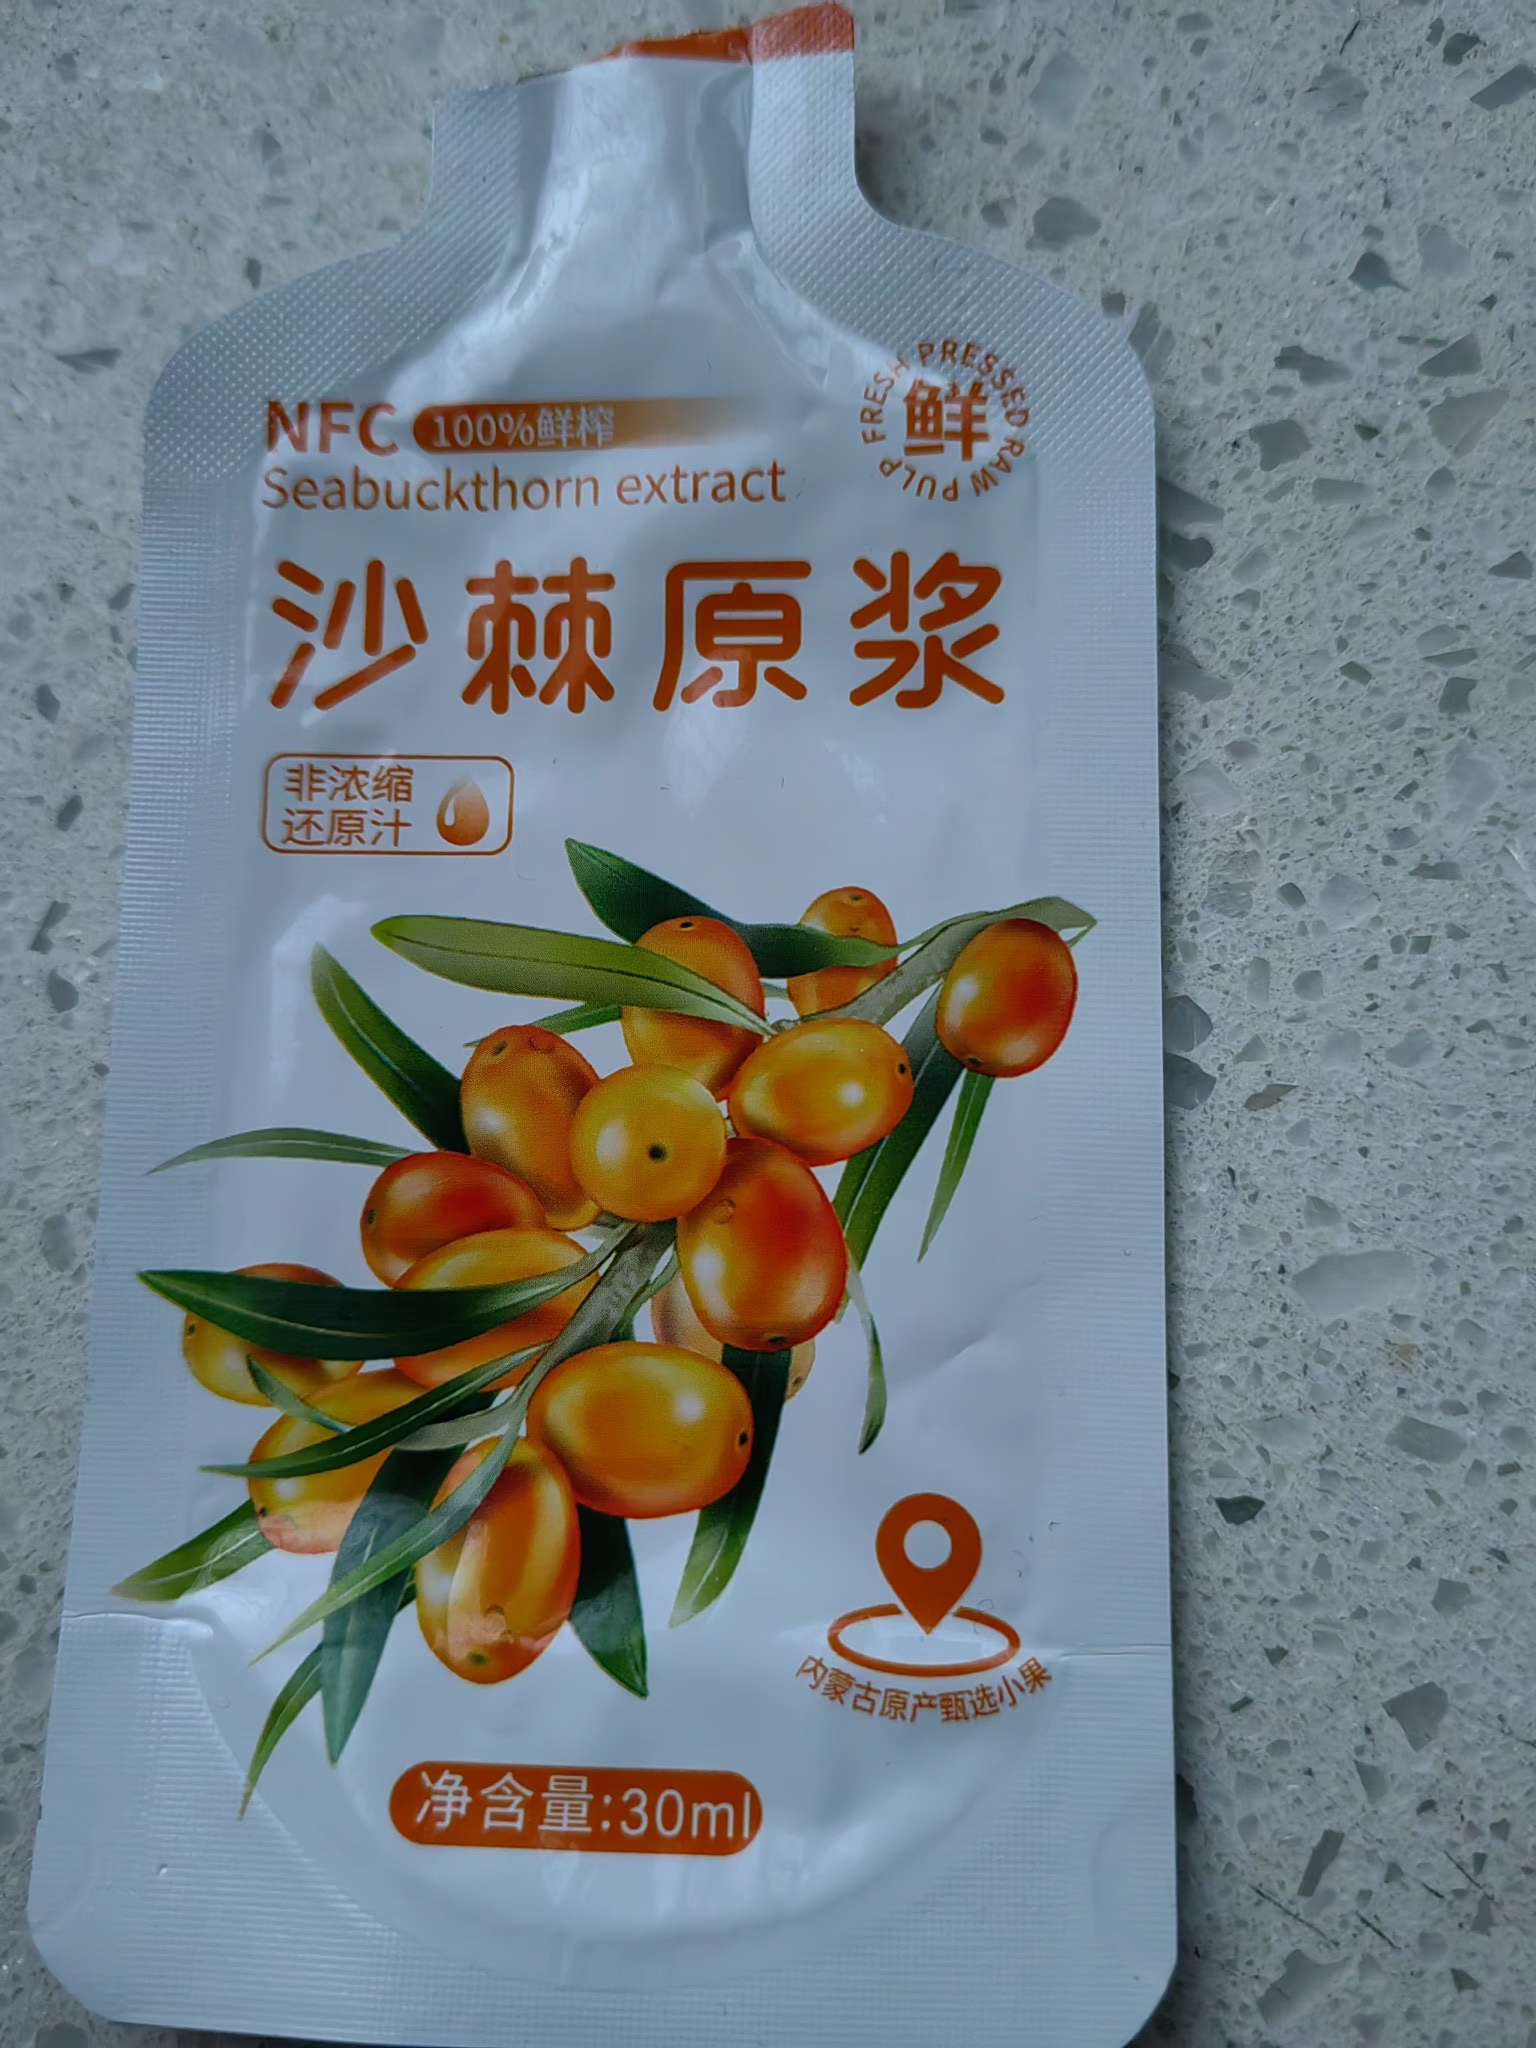 NFC 100%鲜榨
Seabuckthorn extract
FRESH PRESSED RAW PULP
鲜
沙棘原浆
非浓缩
还原汁
内蒙古原产甄选小果
净含量:30ml